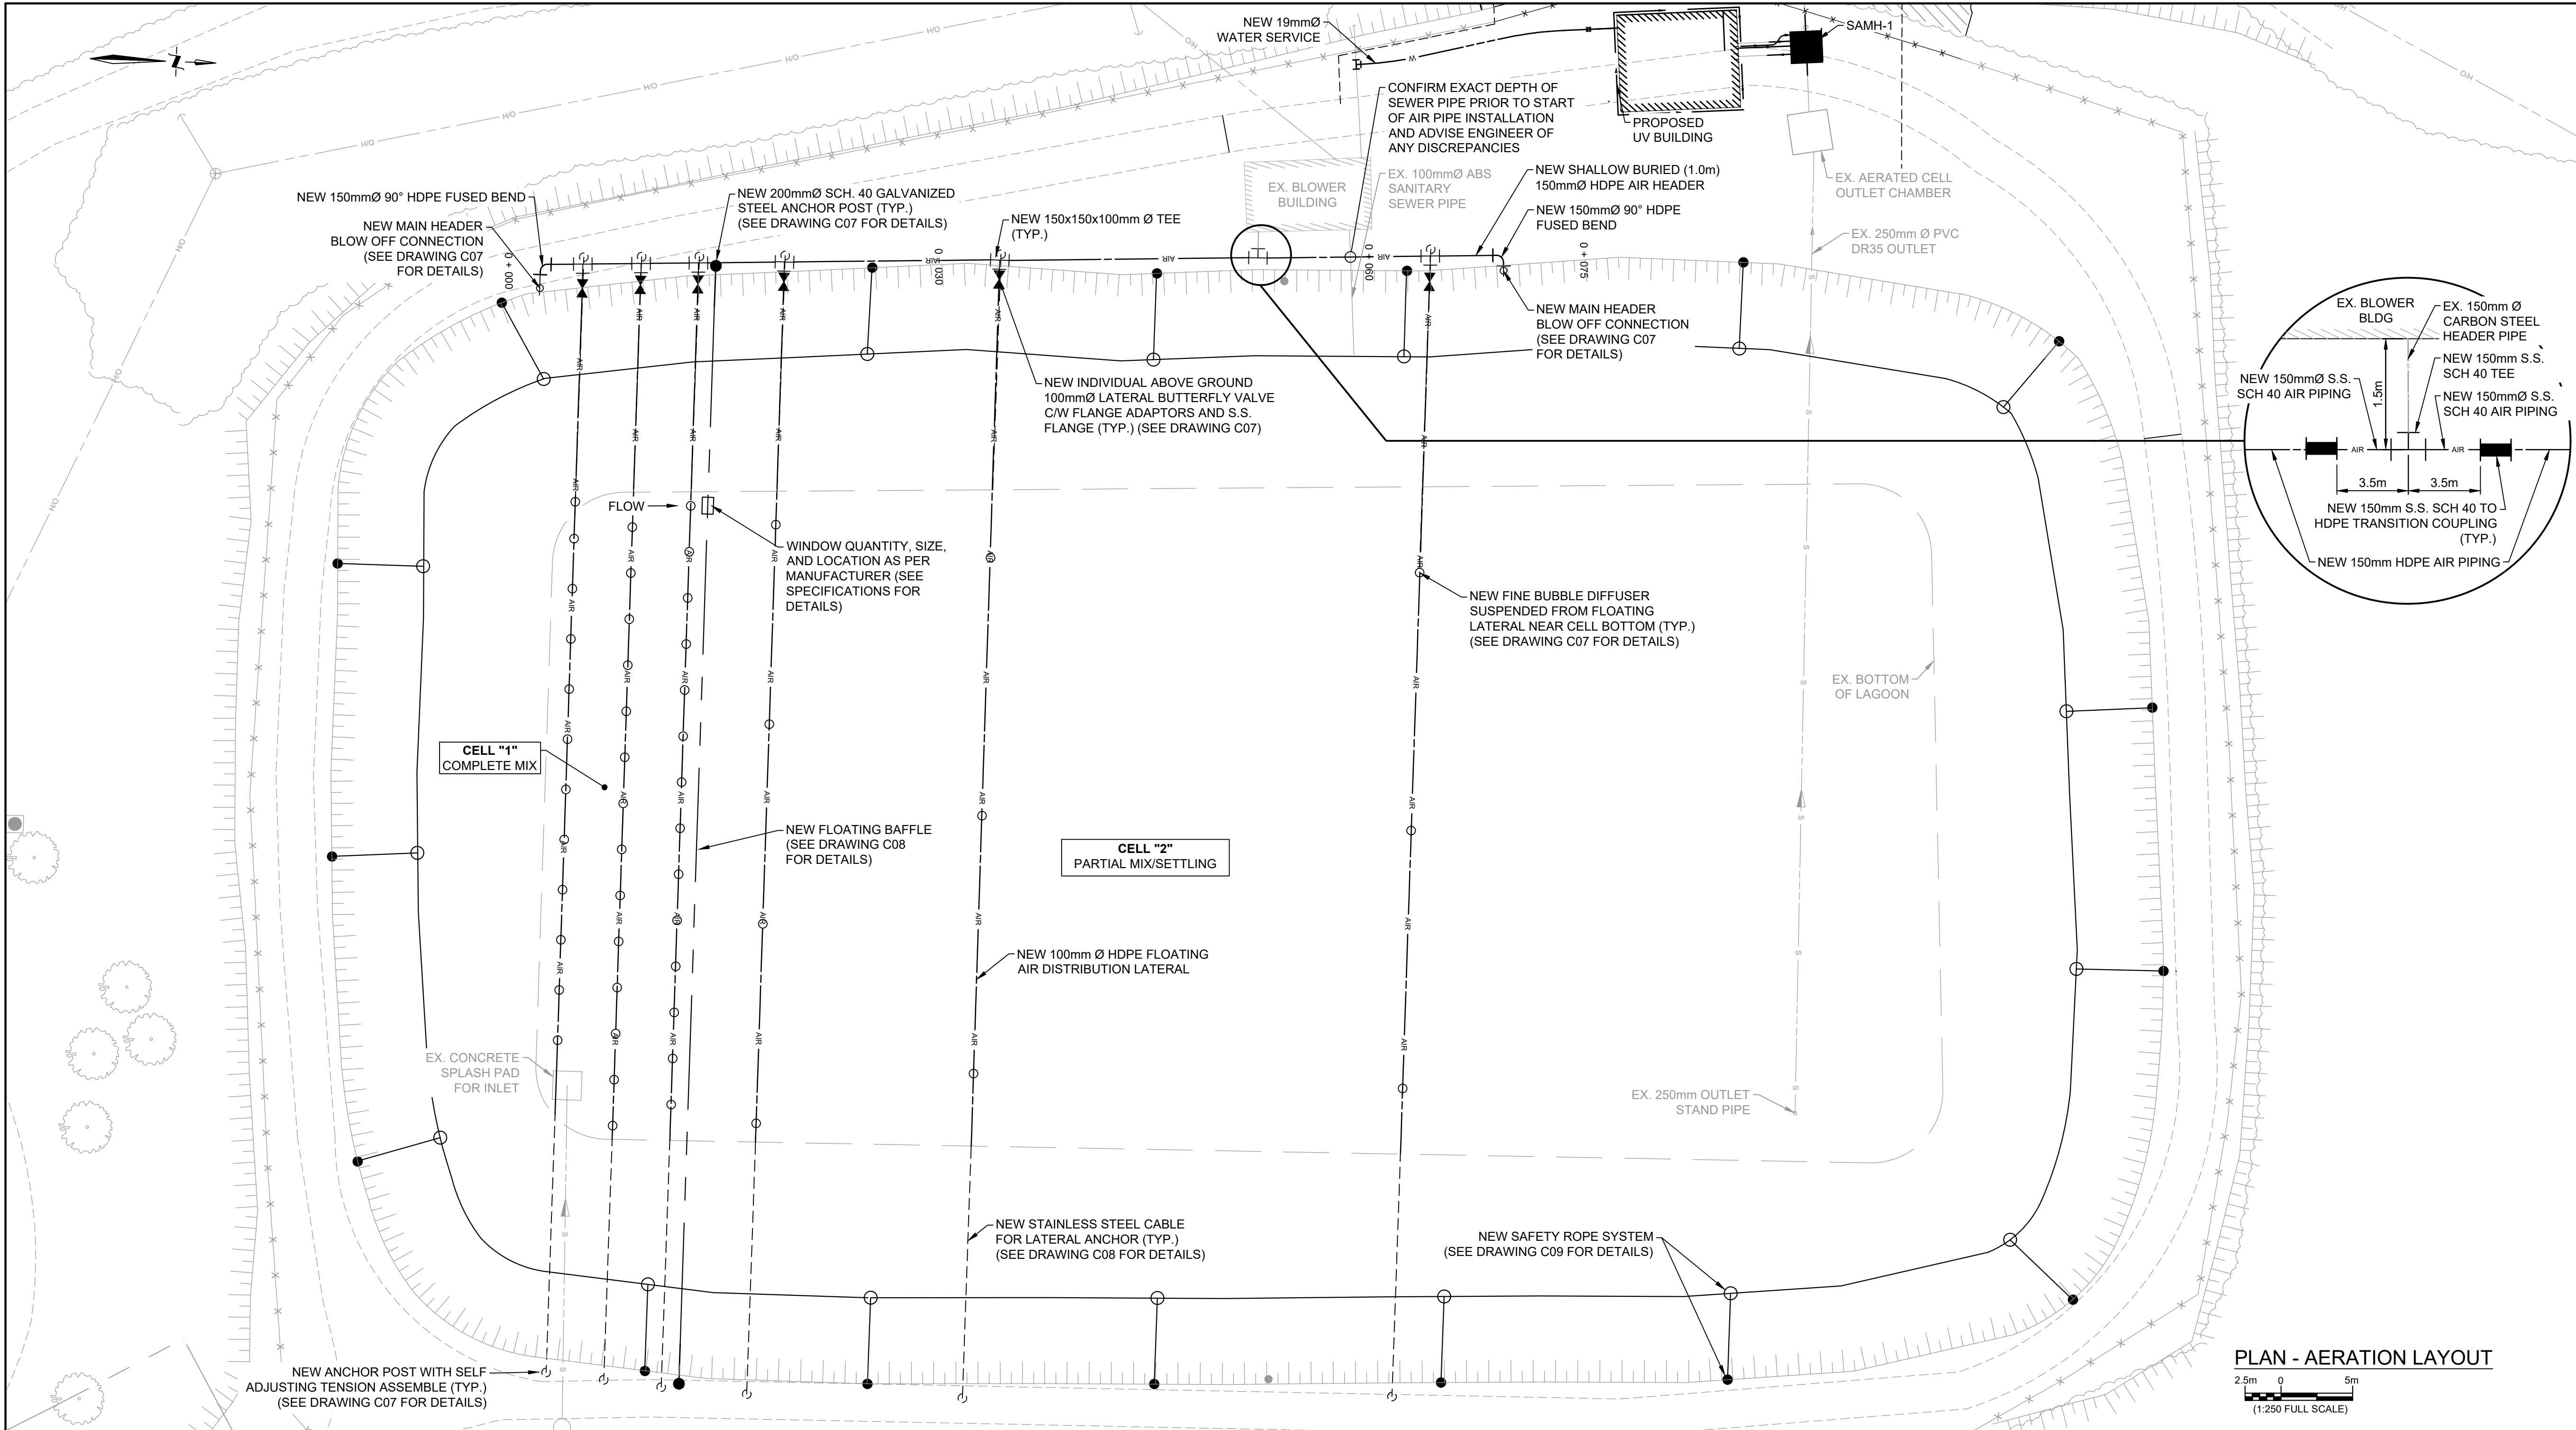 NEW 19mmØ
WATER SERVICE
SAMH-1
CONFIRM EXACT DEPTH OF
SEWER PIPE PRIOR TO START
OF AIR PIPE INSTALLATION
AND ADVISE ENGINEER OF
ANY DISCREPANCIES
PROPOSED
UV BUILDING
EX. BLOWER
BUILDING
EX. 100mmØ ABS
SANITARY
SEWER PIPE
NEW SHALLOW BURIED (1.0m)
150mmØ HDPE AIR HEADER
EX. AERATED CELL
OUTLET CHAMBER
NEW 150mmØ 90° HDPE FUSED BEND
NEW MAIN HEADER
BLOW OFF CONNECTION
(SEE DRAWING C07
FOR DETAILS)
NEW 200mmØ SCH. 40 GALVANIZED
STEEL ANCHOR POST (TYP.)
(SEE DRAWING C07 FOR DETAILS)
NEW 150x150x100mm Ø TEE
(TYP.)
NEW 150mmØ 90° HDPE
FUSED BEND
EX. 250mm Ø PVC
DR35 OUTLET
0 + 000
0 + 030
0 + 060
0 + 075
NEW MAIN HEADER
BLOW OFF CONNECTION
(SEE DRAWING C07
FOR DETAILS)
NEW INDIVIDUAL ABOVE GROUND
100mmØ LATERAL BUTTERFLY VALVE
C/W FLANGE ADAPTORS AND S.S.
FLANGE (TYP.) (SEE DRAWING C07)
EX. BLOWER
BLDG
EX. 150mm Ø
CARBON STEEL
HEADER PIPE
NEW 150mm S.S.
SCH 40 TEE
NEW 150mmØ S.S.
SCH 40 AIR PIPING
1.5m
NEW 150mmØ S.S.
SCH 40 AIR PIPING
AIR
AIR
3.5m
3.5m
NEW 150mm S.S. SCH 40 TO
HDPE TRANSITION COUPLING
(TYP.)
NEW 150mm HDPE AIR PIPING
FLOW
WINDOW QUANTITY, SIZE,
AND LOCATION AS PER
MANUFACTURER (SEE
SPECIFICATIONS FOR
DETAILS)
NEW FINE BUBBLE DIFFUSER
SUSPENDED FROM FLOATING
LATERAL NEAR CELL BOTTOM (TYP.)
(SEE DRAWING C07 FOR DETAILS)
EX. BOTTOM
OF LAGOON
CELL "1"
COMPLETE MIX
NEW FLOATING BAFFLE
(SEE DRAWING C08
FOR DETAILS)
CELL "2"
PARTIAL MIX/SETTLING
NEW 100mm Ø HDPE FLOATING
AIR DISTRIBUTION LATERAL
EX. CONCRETE
SPLASH PAD
FOR INLET
EX. 250mm OUTLET
STAND PIPE
NEW STAINLESS STEEL CABLE
FOR LATERAL ANCHOR (TYP.)
(SEE DRAWING C08 FOR DETAILS)
NEW SAFETY ROPE SYSTEM
(SEE DRAWING C09 FOR DETAILS)
NEW ANCHOR POST WITH SELF
ADJUSTING TENSION ASSEMBLE (TYP.)
(SEE DRAWING C07 FOR DETAILS)
PLAN - AERATION LAYOUT
2.5m 0 5m
(1:250 FULL SCALE)